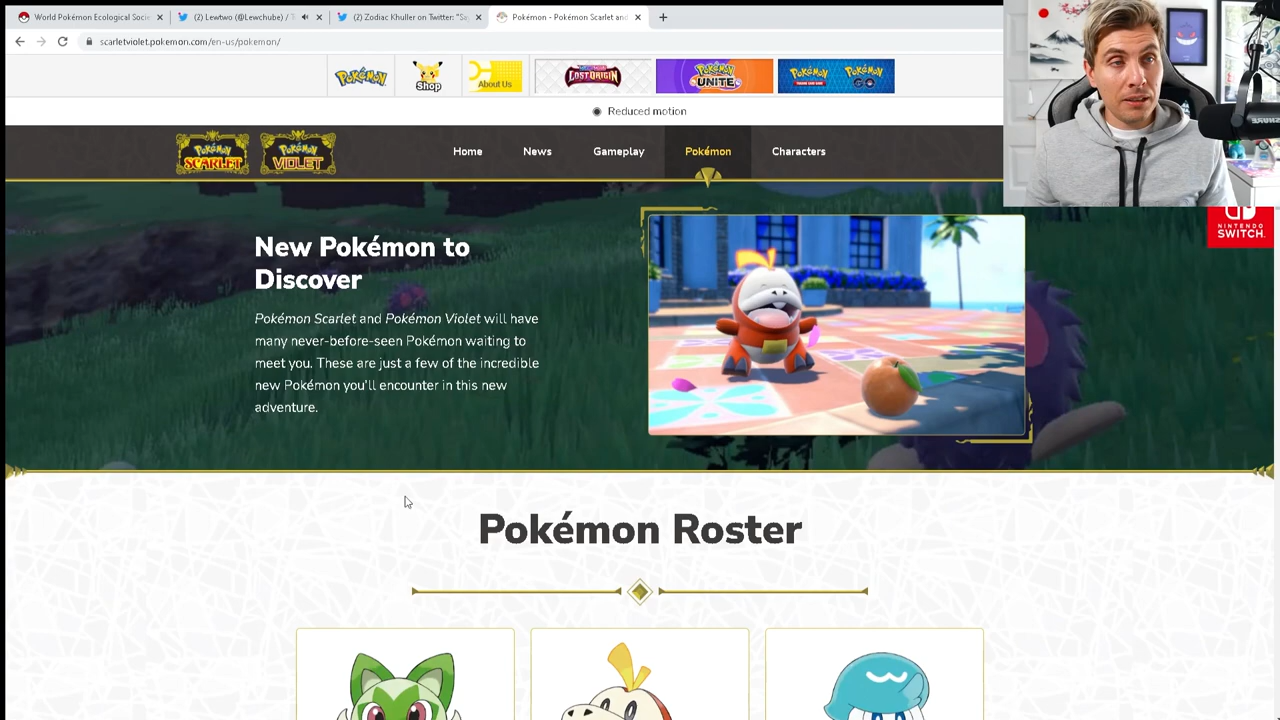 World Pokémon Ecological Socie
(2) Lewtwo (@Lewchube) / T
(2) Zodiac Khuller on Twitter: "Sa
Pokémon - Pokémon Scarlet and
scarletviolet.pokemon.com/en-us/pokemon/
Pokémon
Shop
About Us
LOST ORIGIN
Pokémon
UNITE
Pokémon
Pokémon
GO
Reduced motion
Pokémon
SCARLET
Pokémon
VIOLET
Home
News
Gameplay
Pokémon
Characters
SHURE
NINTENDO
SWITCH.
New Pokémon to
Discover
Pokémon Scarlet and Pokémon Violet will have
many never-before-seen Pokémon waiting to
meet you. These are just a few of the incredible
new Pokémon you'll encounter in this new
adventure.
Pokémon Roster